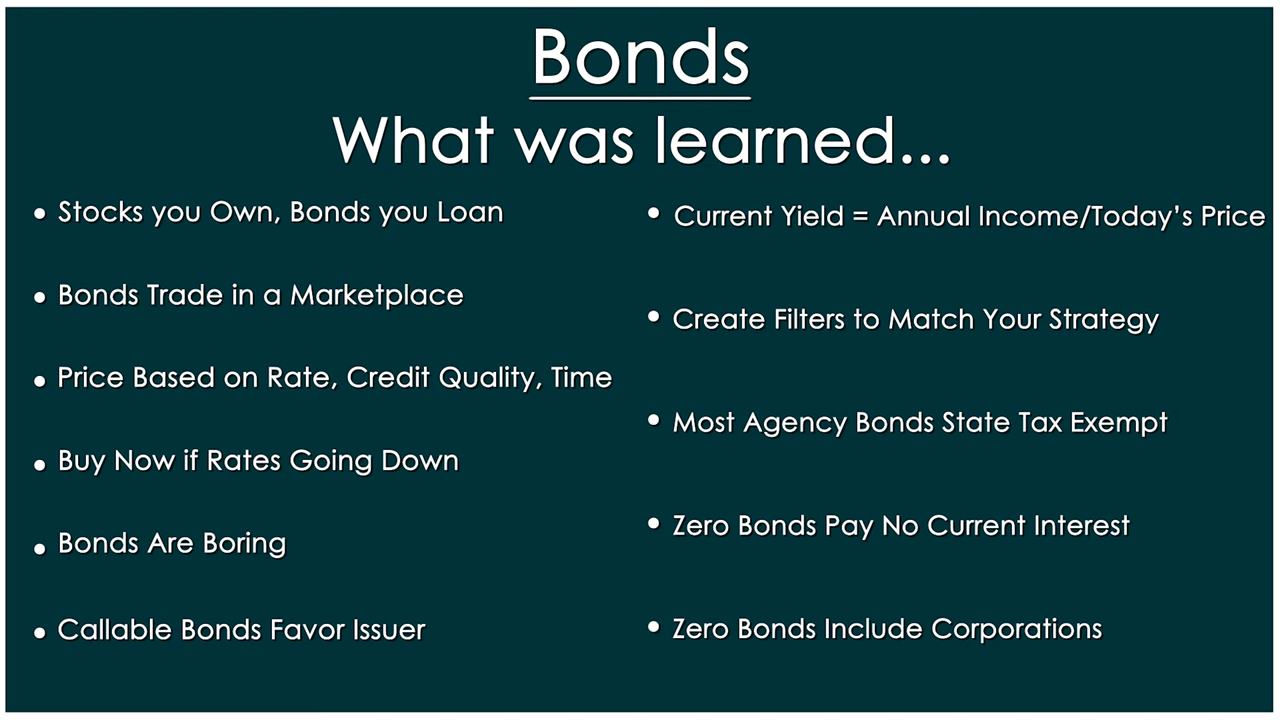 Bonds
What was learned...
• Stocks you Own, Bonds you Loan
• Bonds Trade in a Marketplace
• Price Based on Rate, Credit Quality, Time
• Buy Now if Rates Going Down
• Bonds Are Boring
• Callable Bonds Favor Issuer
• Current Yield = Annual Income/Today's Price
• Create Filters to Match Your Strategy
• Most Agency Bonds State Tax Exempt
• Zero Bonds Pay No Current Interest
• Zero Bonds Include Corporations